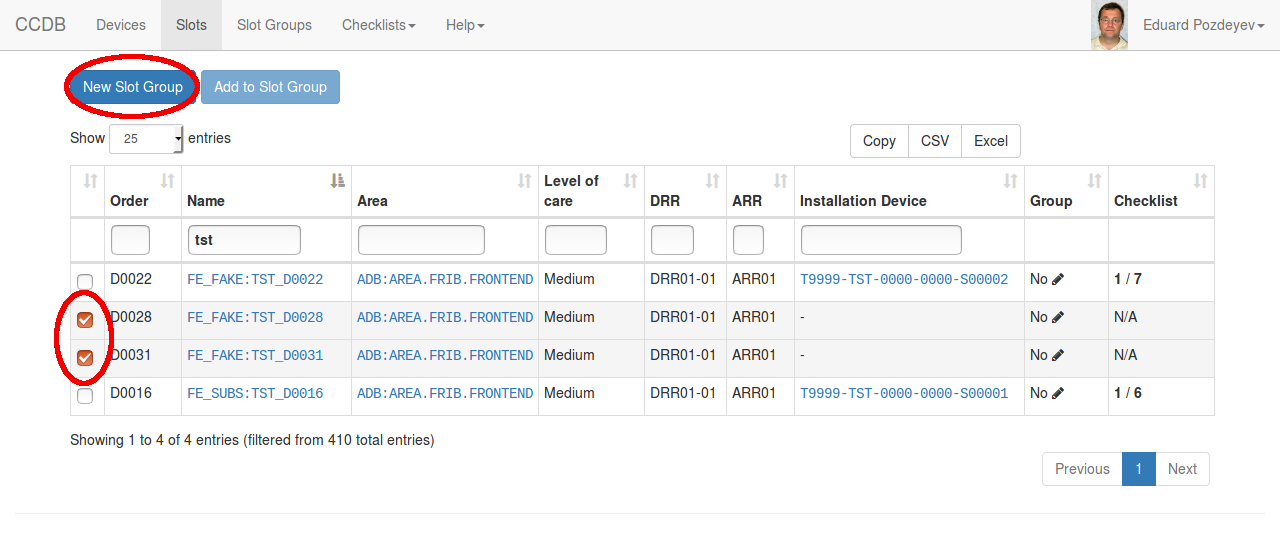 CCDB Devices Slots Slot Groups Checklists Help Eduard Pozdeyev
New Slot Group Add to Slot Group
Show 25 entries Copy CSV Excel
Order Name Area Level of care DRR ARR Installation Device Group Checklist
tst
D0022 FE_FAKE:TST_D0022 ADB:AREA.FRIB.FRONTEND Medium DRR01-01 ARR01 T9999-TST-0000-0000-S00002 No 1 / 7
D0028 FE_FAKE:TST_D0028 ADB:AREA.FRIB.FRONTEND Medium DRR01-01 ARR01 - No N/A
D0031 FE_FAKE:TST_D0031 ADB:AREA.FRIB.FRONTEND Medium DRR01-01 ARR01 - No N/A
D0016 FE_SUBS:TST_D0016 ADB:AREA.FRIB.FRONTEND Medium DRR01-01 ARR01 T9999-TST-0000-0000-S00001 No 1 / 6
Showing 1 to 4 of 4 entries (filtered from 410 total entries)
Previous 1 Next